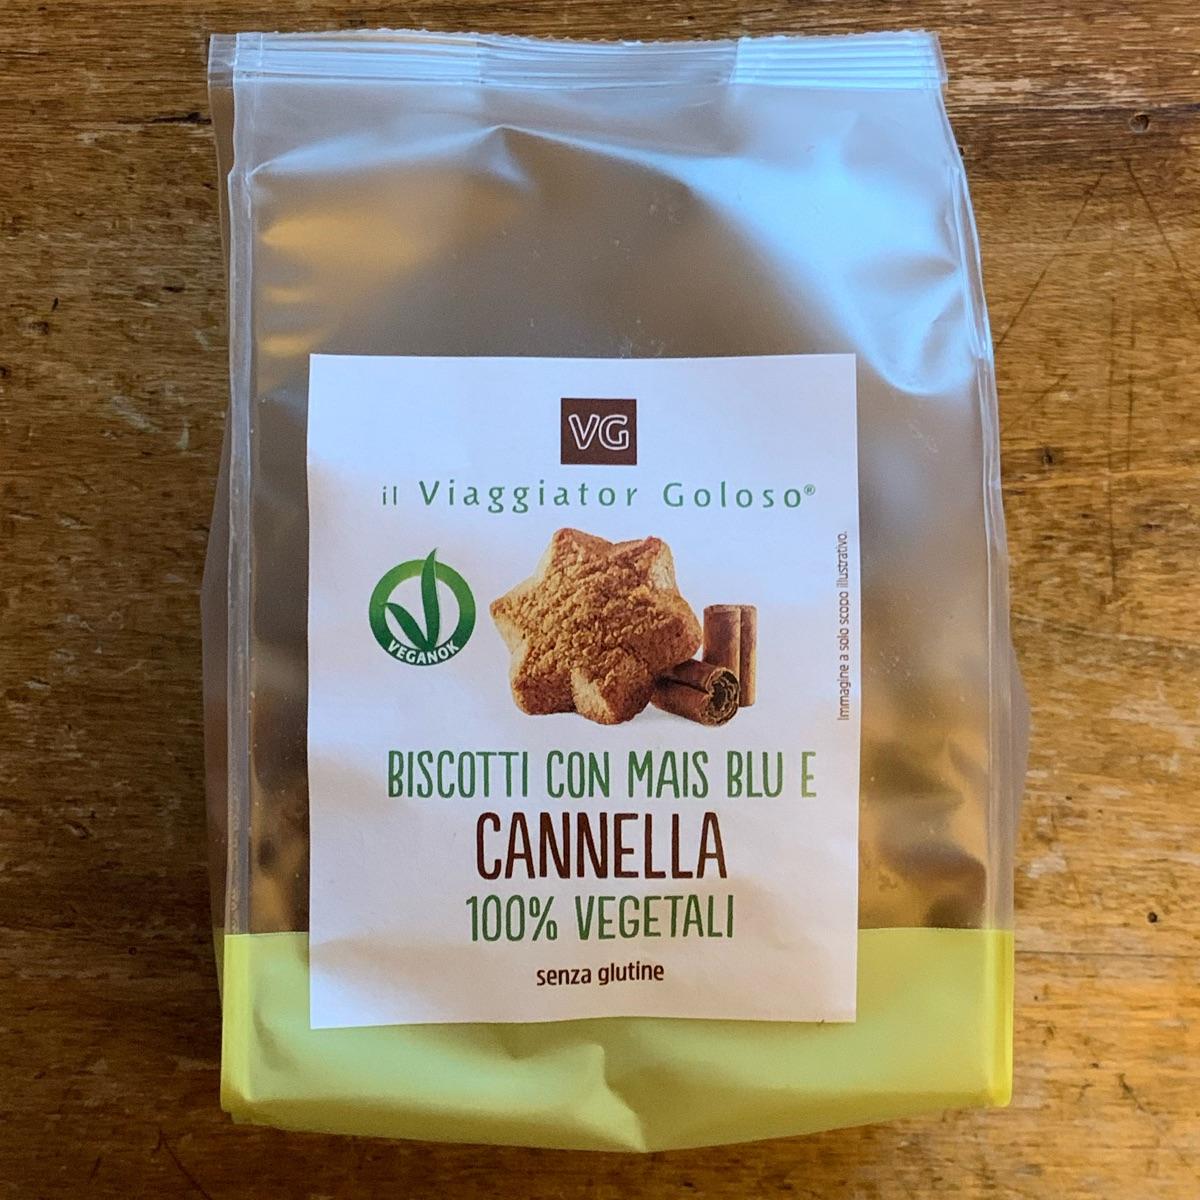 VG
il Viaggiator Goloso®
VEGANOK
Immagine a solo scopo illustrativo.
BISCOTTI CON MAIS BLU E
CANNELLA
100% VEGETALI
senza glutine